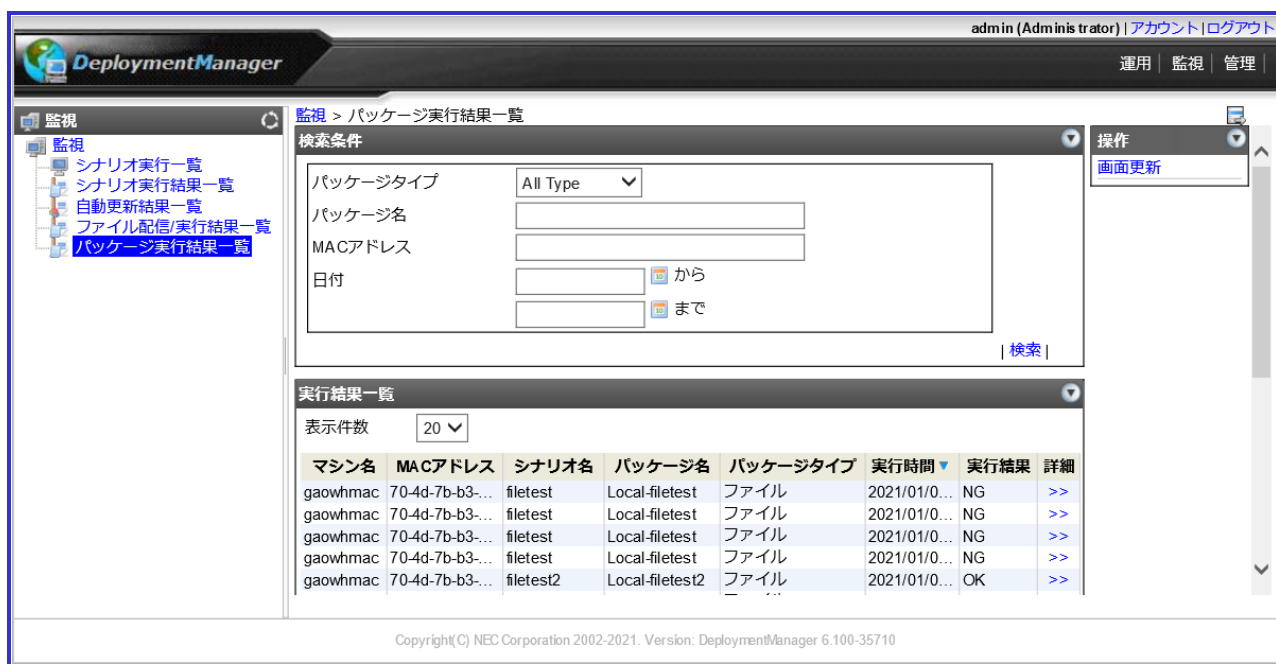 admin (Administrator) | アカウント | ログアウト
DeploymentManager
運用 | 監視 | 管理 |
監視
監視
シナリオ実行一覧
シナリオ実行結果一覧
自動更新結果一覧
ファイル配信/実行結果一覧
パッケージ実行結果一覧
監視 > パッケージ実行結果一覧
検索条件
パッケージタイプ All Type
パッケージ名
MACアドレス
日付 から
まで
| 検索 |
操作
画面更新
実行結果一覧
表示件数 20
マシン名 MACアドレス シナリオ名 パッケージ名 パッケージタイプ 実行時間 実行結果 詳細
gaowhmac 70-4d-7b-b3-... filetest Local-filetest ファイル 2021/01/0... NG >>
gaowhmac 70-4d-7b-b3-... filetest Local-filetest ファイル 2021/01/0... NG >>
gaowhmac 70-4d-7b-b3-... filetest Local-filetest ファイル 2021/01/0... NG >>
gaowhmac 70-4d-7b-b3-... filetest Local-filetest ファイル 2021/01/0... NG >>
gaowhmac 70-4d-7b-b3-... filetest2 Local-filetest2 ファイル 2021/01/0... OK >>
Copyright(C) NEC Corporation 2002-2021. Version: DeploymentManager 6.100-35710